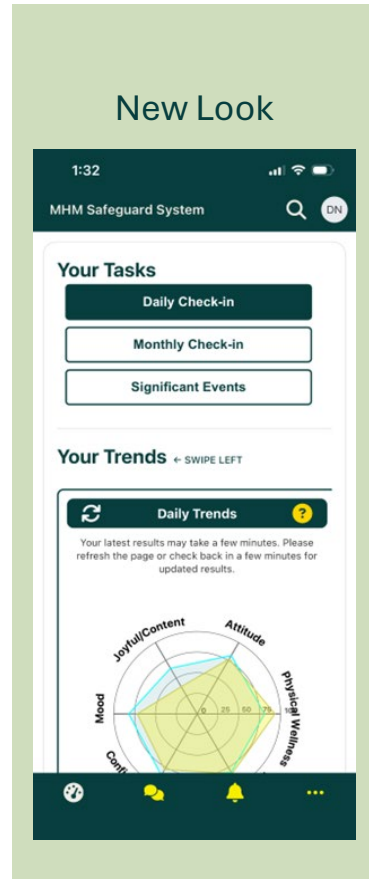 New Look
1:32
MHM Safeguard System
DN
Your Tasks
Daily Check-in
Monthly Check-in
Significant Events
Your Trends ← SWIPE LEFT
Daily Trends ?
Your latest results may take a few minutes. Please
refresh the page or check back in a few minutes for
updated results.
Joyful/Content
Attitude
Mood
Physical Wellness
0 25 50 75